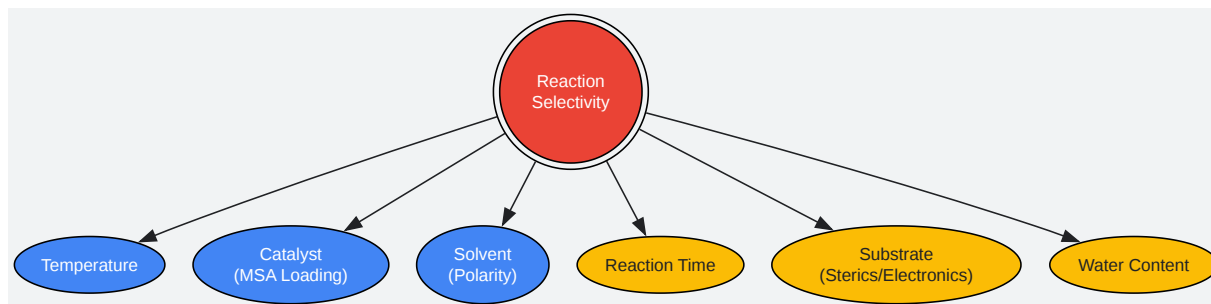 Reaction
Selectivity
Temperature
Catalyst
(MSA Loading)
Solvent
(Polarity)
Reaction Time
Substrate
(Sterics/Electronics)
Water Content